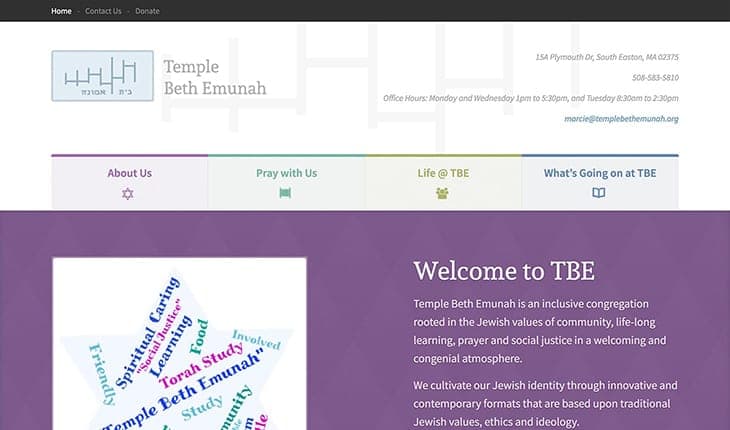 Home - Contact Us - Donate
Temple
Beth Emunah
בית אמונה
15A Plymouth Dr, South Easton, MA 02375
508-583-5810
Office Hours: Monday and Wednesday 1pm to 5:30pm, and Tuesday 8:30am to 2:30pm
marcie@templebethemunah.org
About Us
Pray with Us
Life @ TBE
What's Going on at TBE
Welcome to TBE
Temple Beth Emunah is an inclusive congregation
rooted in the Jewish values of community, life-long
learning, prayer and social justice in a welcoming and
congenial atmosphere.
We cultivate our Jewish identity through innovative and
contemporary formats that are based upon traditional
Jewish values, ethics and ideology.
Spiritual Caring
"Social Justice"
Learning
Food
Involved
Friendly
Torah Study
Temple Beth Emunah"
Study